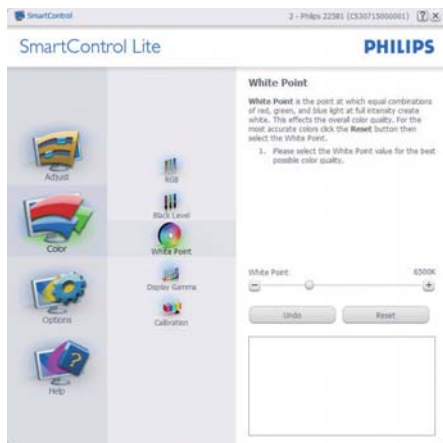 SmartControl
2 - Philips 225B1 (CS30715000001)
SmartControl Lite
PHILIPS
Adjust
Color
Options
Help
RGB
Black Level
White Point
Display Gamma
Calibration
White Point
White Point is the point at which equal combinations
of red, green, and blue light at full intensity create
white. This effects the overall color quality. For the
most accurate colors click the Reset button then
select the White Point.
1. Please select the White Point value for the best
possible color quality.
White Point
6500K
Undo
Reset